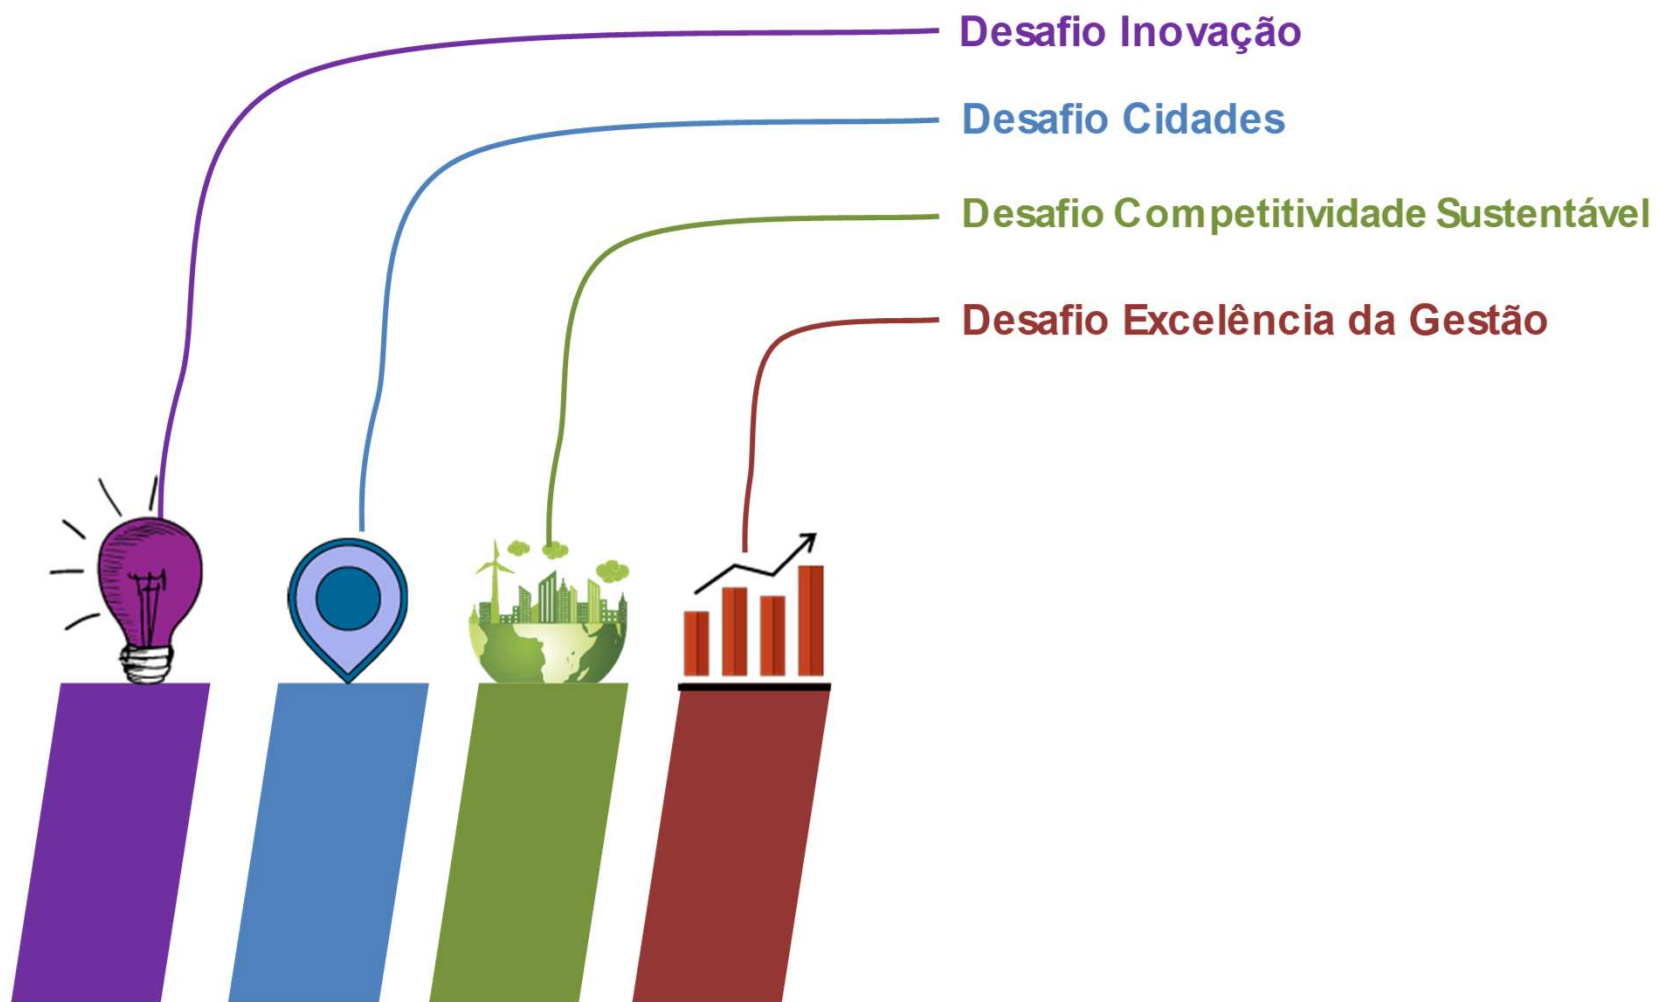 Desafio Inovação
Desafio Cidades
Desafio Competitividade Sustentável
Desafio Excelência da Gestão